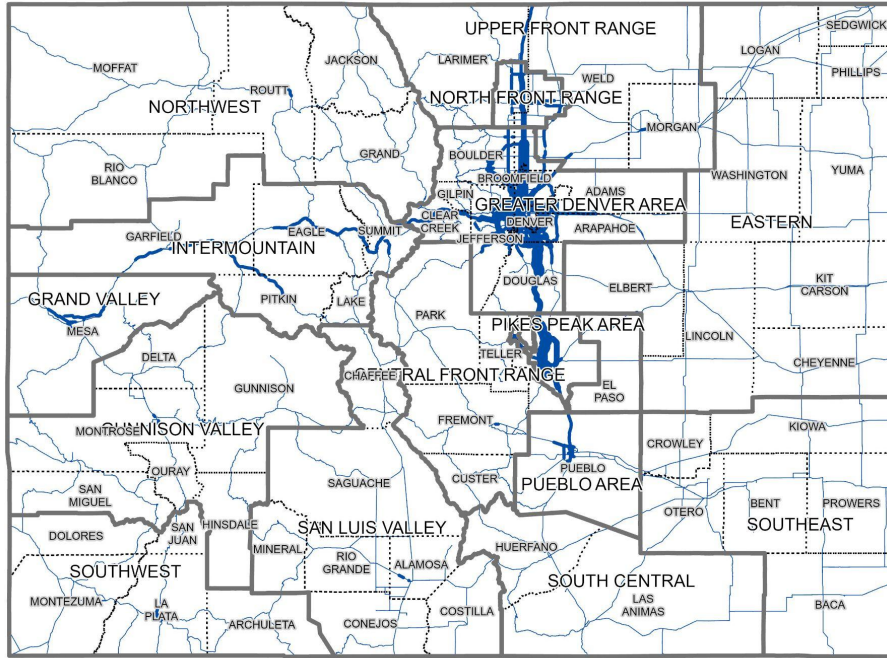 UPPER FRONT RANGE
SEDGWICK
LOGAN
JACKSON
LARIMER
MOFFAT
PHILLIPS
WELD
ROUTT
NORTH FRONT RANGE
NORTHWEST
MORGAN
GRAND
BOULDER
RIO
BLANCO
WASHINGTON
YUMA
BROOMFIELD
GILPIN
ADAMS
GREATER DENVER AREA
CLEAR
CREEK
DENVER
EASTERN
ARAPAHOE
GARFIELD
EAGLE
SUMMIT
JEFFERSON
INTERMOUNTAIN
DOUGLAS
ELBERT
KIT
CARSON
GRAND VALLEY
PITKIN
LAKE
PARK
MESA
PIKES PEAK AREA
LINCOLN
DELTA
TELLER
CHEYENNE
GUNNISON
CHAFFEE
TRAL FRONT RANGE
EL
PASO
FREMONT
MONTROSE
NNISON VALLEY
CROWLEY
KIOWA
OURAY
PUEBLO
SAGUACHE
CUSTER
PUEBLO AREA
SAN
MIGUEL
OTERO
BENT
PROWERS
SAN
JUAN
HINSDALE
SAN LUIS VALLEY
SOUTHEAST
DOLORES
MINERAL
HUERFANO
RIO
GRANDE
ALAMOSA
SOUTHWEST
SOUTH CENTRAL
MONTEZUMA
LA
PLATA
LAS
ANIMAS
COSTILLA
BACA
ARCHULETA
CONEJOS